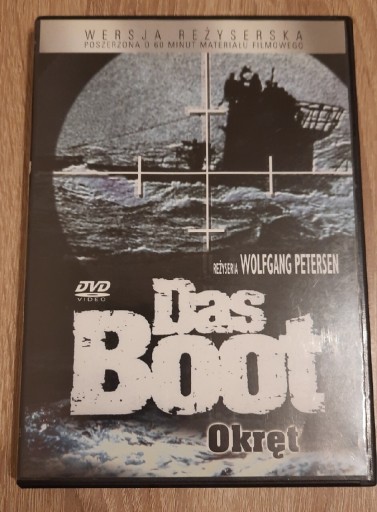 WERSJA REŻYSERSKA
POSZERZONA O 60 MINUT MATERIAŁU FILMOWEGO
REŻYSERIA WOLFGANG PETERSEN
DVD
VIDEO
Das
Boot
Okręt